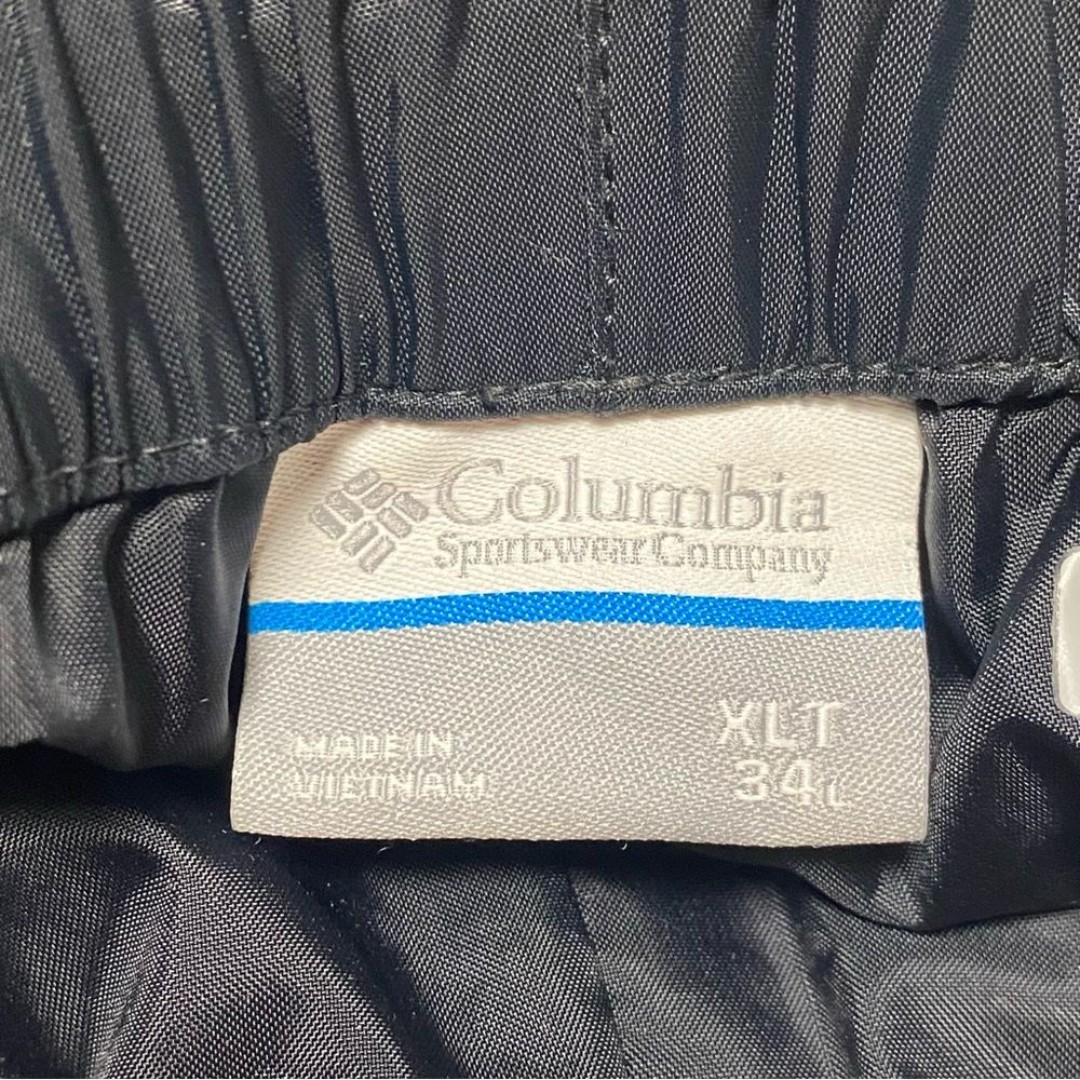 Columbia
Sportswear Company
XLT
MADE IN
34L
VIETNAM